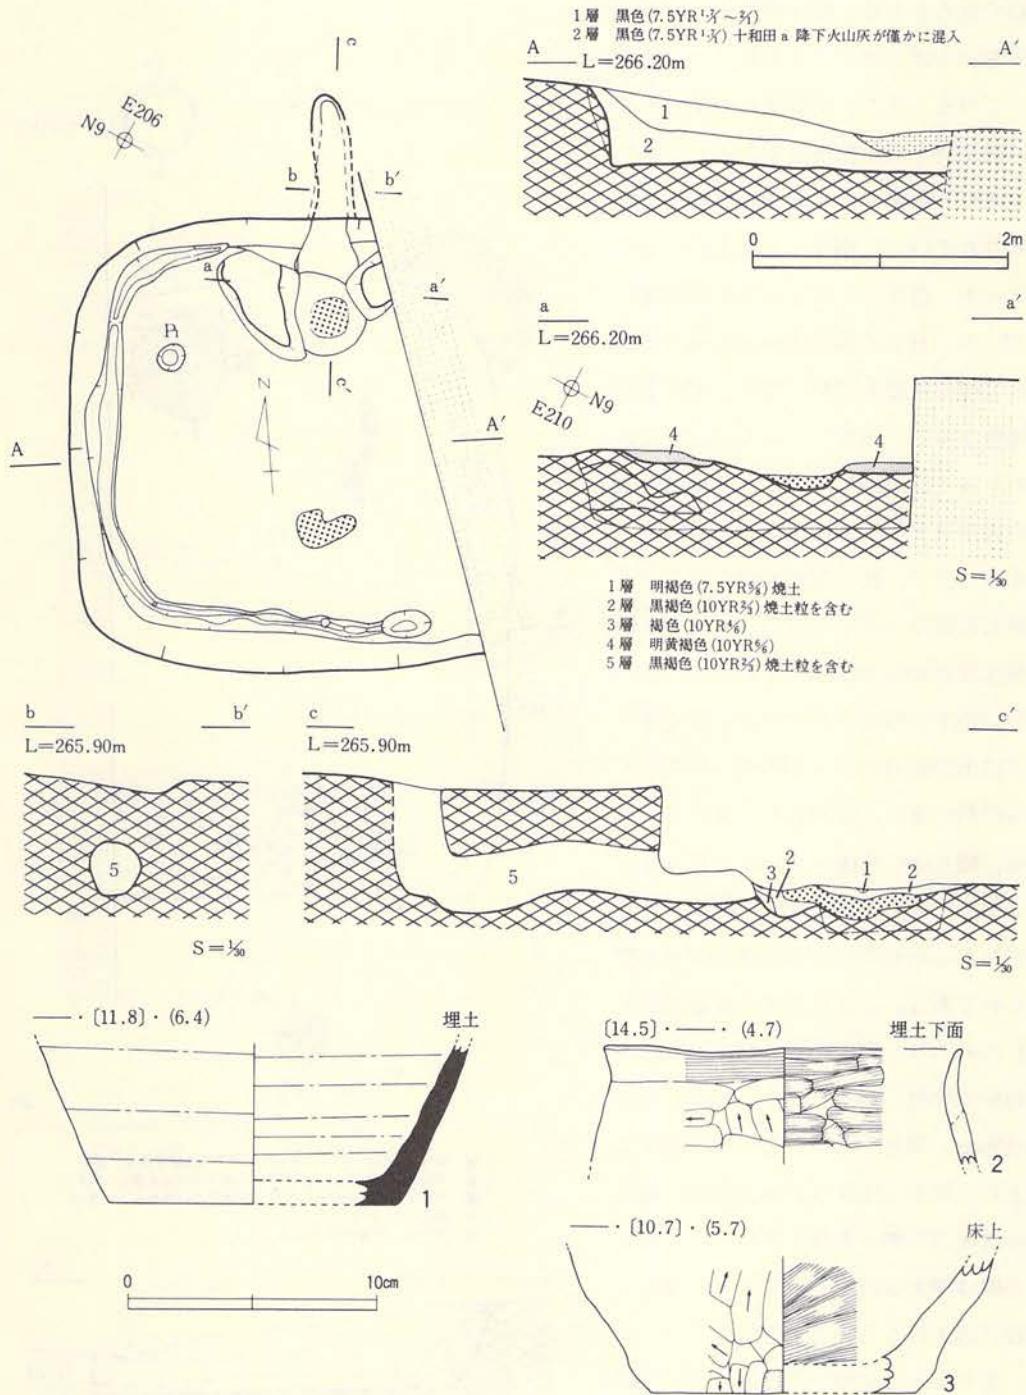 1層 黒色(7.5YR1.7/1〜2/1)
2層 黒色(7.5YR1.7/1)十和田a降下火山灰が僅かに混入
A A′
L=266.20m
1
2
0 2m
c
E206
N9
b b′
a a′
P1
c′
N
A A′
a a′
L=266.20m
E210 N9
4 4
S=1/30
1層 明褐色(7.5YR5/8)焼土
2層 黒褐色(10YR2/3)焼土粒を含む
3層 褐色(10YR4/6)
4層 明黄褐色(10YR6/6)
5層 黒褐色(10YR2/3)焼土粒を含む
b b′
L=265.90m
5
S=1/30
c c′
L=265.90m
5
3 2 1 2
S=1/30
—・〔11.8〕・(6.4) 埋土
1
0 10cm
〔14.5〕・—・(4.7) 埋土下面
2
—・〔10.7〕・(5.7) 床上
3